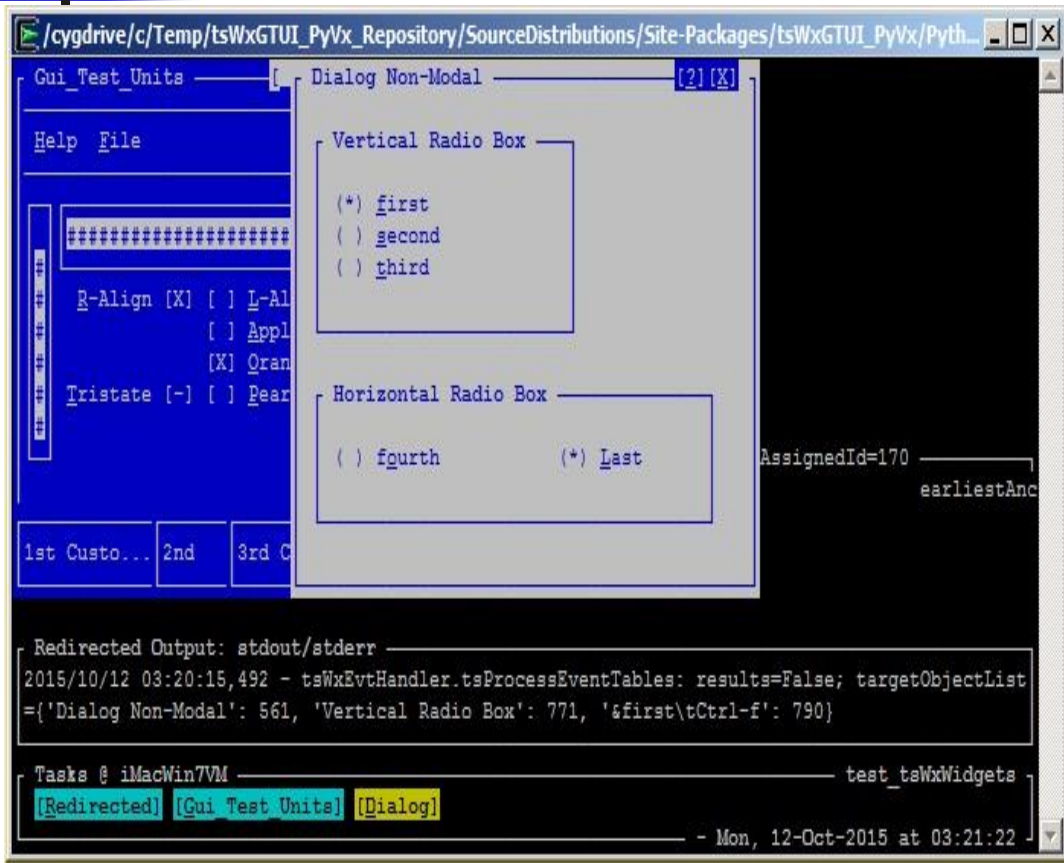 /cygdrive/c/Temp/tsWxGTUI_PyVx_Repository/SourceDistributions/Site-Packages/tsWxGTUI_PyVx/Pyth...
Gui_Test_Units
[
Dialog Non-Modal
[?][X]
Help File
Vertical Radio Box
(*) first
( ) second
( ) third
######################
#
#
#
#
#
#
R-Align [X] [ ] L-Al
[ ] Appl
[X] Oran
Tristate [-] [ ] Pear
Horizontal Radio Box
( ) fourth (*) Last
AssignedId=170
earliestAnc
1st Custo... 2nd 3rd C
Redirected Output: stdout/stderr
2015/10/12 03:20:15,492 - tsWxEvtHandler.tsProcessEventTables: results=False; targetObjectList
={'Dialog Non-Modal': 561, 'Vertical Radio Box': 771, '&first\tCtrl-f': 790}
Tasks @ iMacWin7VM
test_tsWxWidgets
[Redirected] [Gui_Test_Units] [Dialog]
- Mon, 12-Oct-2015 at 03:21:22